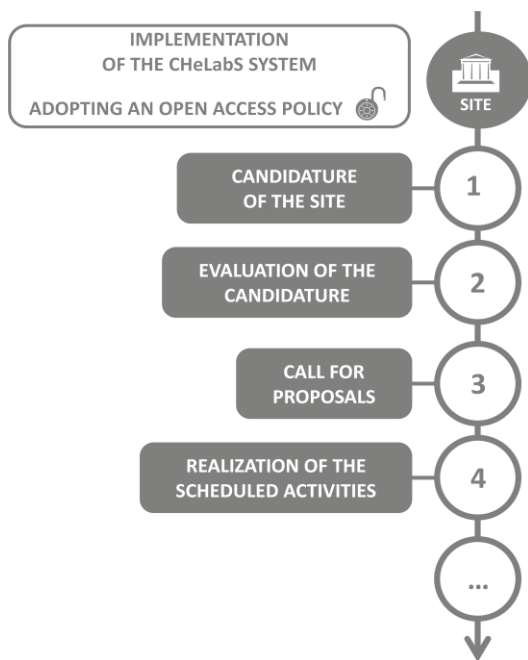 IMPLEMENTATION
OF THE CHeLabS SYSTEM
ADOPTING AN OPEN ACCESS POLICY
SITE
CANDIDATURE
OF THE SITE
1
EVALUATION OF THE
CANDIDATURE
2
CALL FOR
PROPOSALS
3
REALIZATION OF THE
SCHEDULED ACTIVITIES
4
...